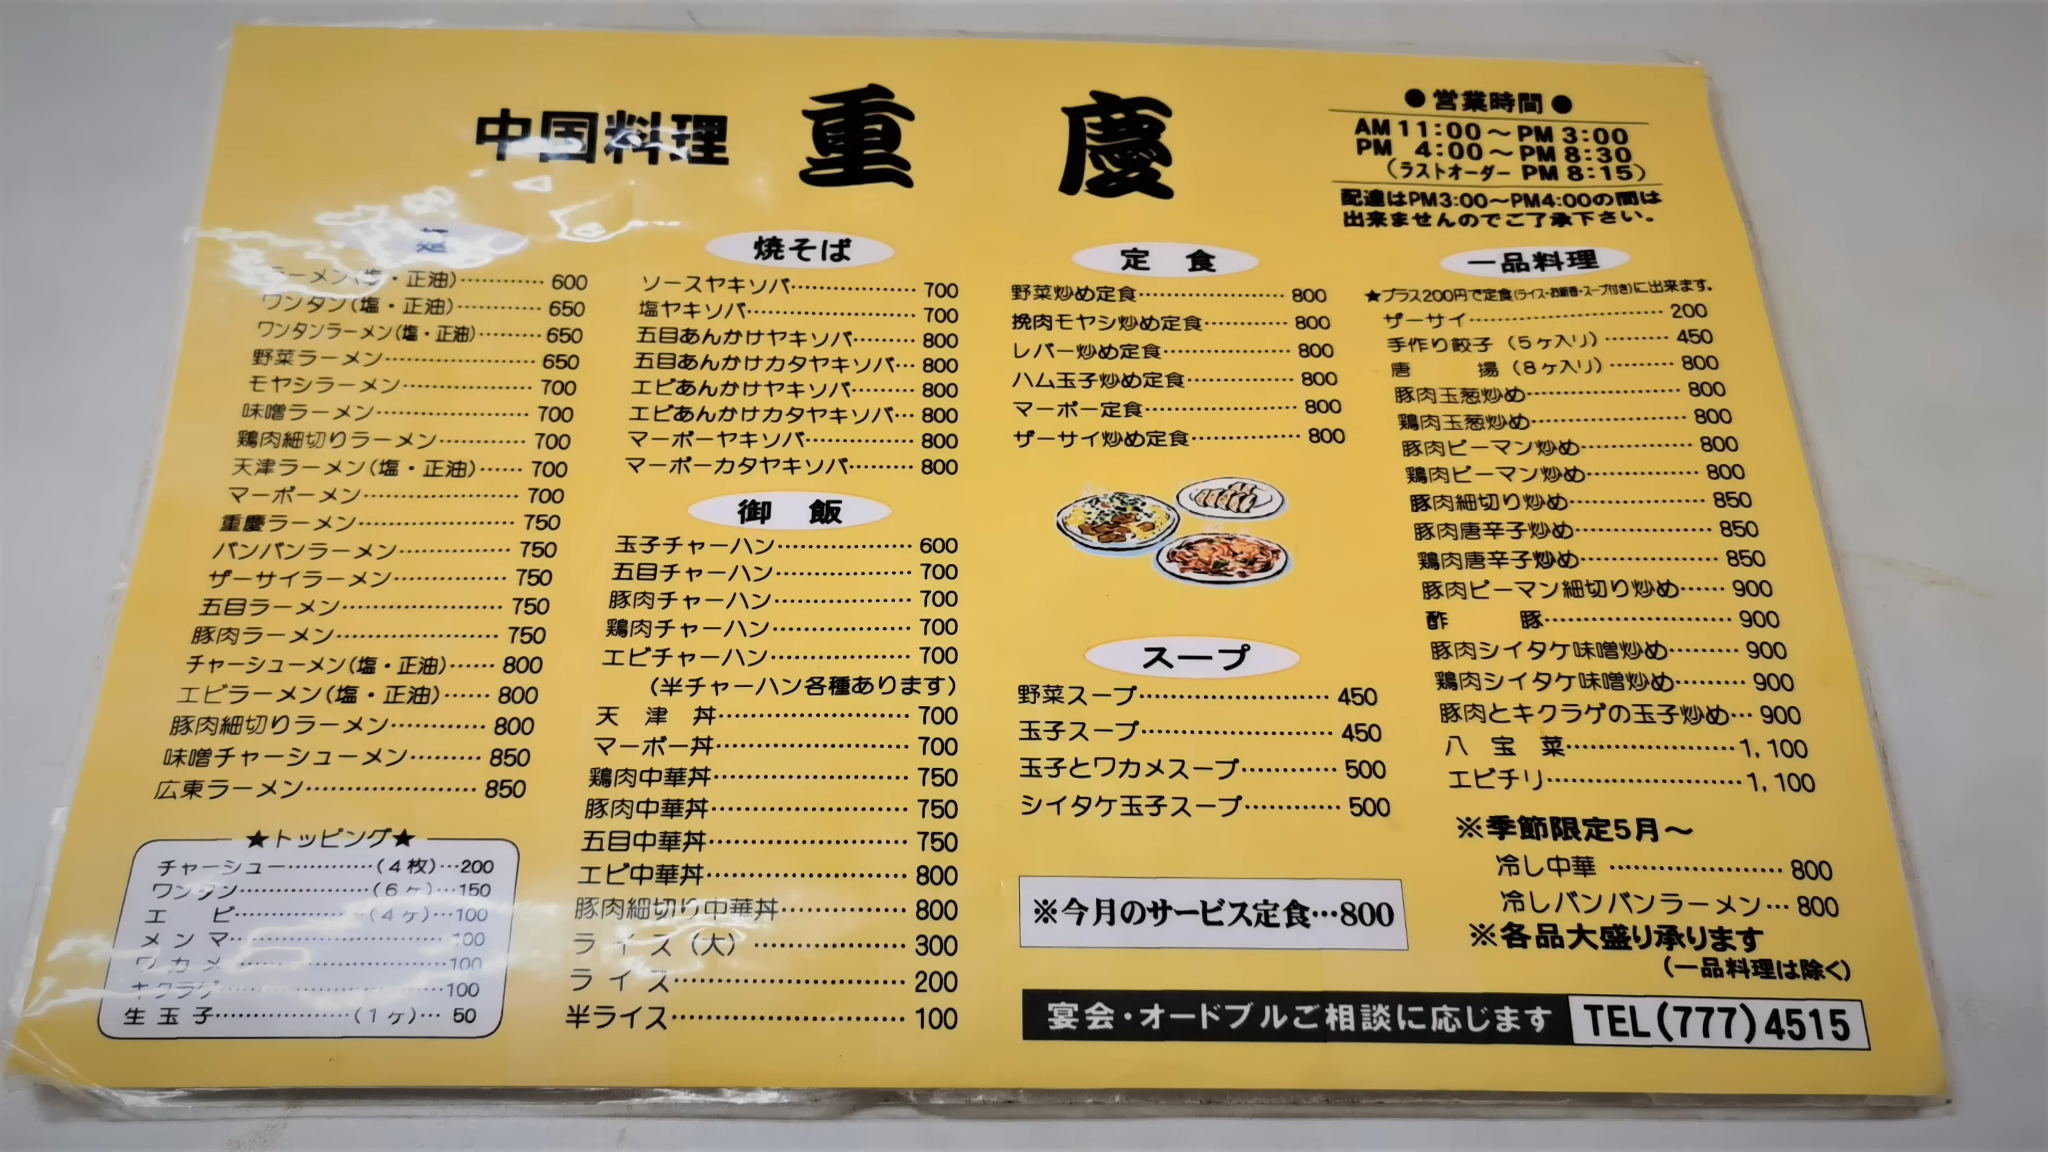 中国料理 重慶
●営業時間●
AM 11:00～PM 3:00
PM 4:00～PM 8:30
(ラストオーダー PM 8:15)
配達はPM3:00～PM4:00の間は
出来ませんのでご了承下さい。
麺
ラーメン(塩・正油)………… 600
ワンタン(塩・正油)………… 650
ワンタンラーメン(塩・正油)……… 650
野菜ラーメン………………… 650
モヤシラーメン……………… 700
味噌ラーメン………………… 700
鶏肉細切りラーメン………… 700
天津ラーメン(塩・正油)…… 700
マーボーメン………………… 700
重慶ラーメン………………… 750
バンバンラーメン…………… 750
ザーサイラーメン…………… 750
五目ラーメン………………… 750
豚肉ラーメン………………… 750
チャーシューメン(塩・正油)…… 800
エビラーメン(塩・正油)…… 800
豚肉細切りラーメン………… 800
味噌チャーシューメン……… 850
広東ラーメン………………… 850
★トッピング★
チャーシュー…………(4枚)…200
ワンタン………………(6ヶ)…150
エ ビ………………(4ヶ)…100
メンマ………………………100
ワカメ………………………100
キクラゲ……………………100
生玉子………………(1ヶ)… 50
焼そば
ソースヤキソバ……………… 700
塩ヤキソバ…………………… 700
五目あんかけヤキソバ……… 800
五目あんかけカタヤキソバ… 800
エビあんかけヤキソバ……… 800
エビあんかけカタヤキソバ… 800
マーボーヤキソバ…………… 800
マーボーカタヤキソバ……… 800
御飯
玉子チャーハン……………… 600
五目チャーハン……………… 700
豚肉チャーハン……………… 700
鶏肉チャーハン……………… 700
エビチャーハン……………… 700
(半チャーハン各種あります)
天 津 丼……………………… 700
マーボー丼…………………… 700
鶏肉中華丼…………………… 750
豚肉中華丼…………………… 750
五目中華丼…………………… 750
エビ中華丼…………………… 800
豚肉細切り中華丼…………… 800
ライス(大)………………… 300
ライス………………………… 200
半ライス……………………… 100
定 食
野菜炒め定食………………… 800
挽肉モヤシ炒め定食………… 800
レバー炒め定食……………… 800
ハム玉子炒め定食…………… 800
マーボー定食………………… 800
ザーサイ炒め定食…………… 800
スープ
野菜スープ…………………… 450
玉子スープ…………………… 450
玉子とワカメスープ………… 500
シイタケ玉子スープ………… 500
※今月のサービス定食…800
一品料理
★プラス200円で定食(ライス・お新香・スープ付き)に出来ます。
ザーサイ……………………… 200
手作り餃子(5ヶ入り)……… 450
唐 揚(8ヶ入り)……… 800
豚肉玉葱炒め………………… 800
鶏肉玉葱炒め………………… 800
豚肉ピーマン炒め…………… 800
鶏肉ピーマン炒め…………… 800
豚肉細切り炒め……………… 850
豚肉唐辛子炒め……………… 850
鶏肉唐辛子炒め……………… 850
豚肉ピーマン細切り炒め…… 900
酢 豚……………………… 900
豚肉シイタケ味噌炒め……… 900
鶏肉シイタケ味噌炒め……… 900
豚肉とキクラゲの玉子炒め… 900
八 宝 菜……………………1,100
エビチリ………………………1,100
※季節限定5月～
冷し中華 …………………… 800
冷しバンバンラーメン… 800
※各品大盛り承ります
(一品料理は除く)
宴会・オードブルご相談に応じます TEL(777)4515